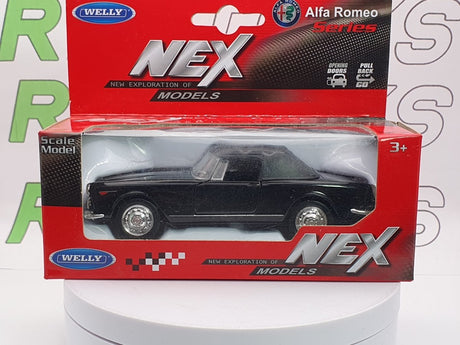 WELLY
Alfa Romeo
Series
NEX
NEW EXPLORATION OF
MODELS
OPENING DOORS
PULL BACK
GO
Scale
Model
3+
WELLY
NEX
NEW EXPLORATION OF
MODELS